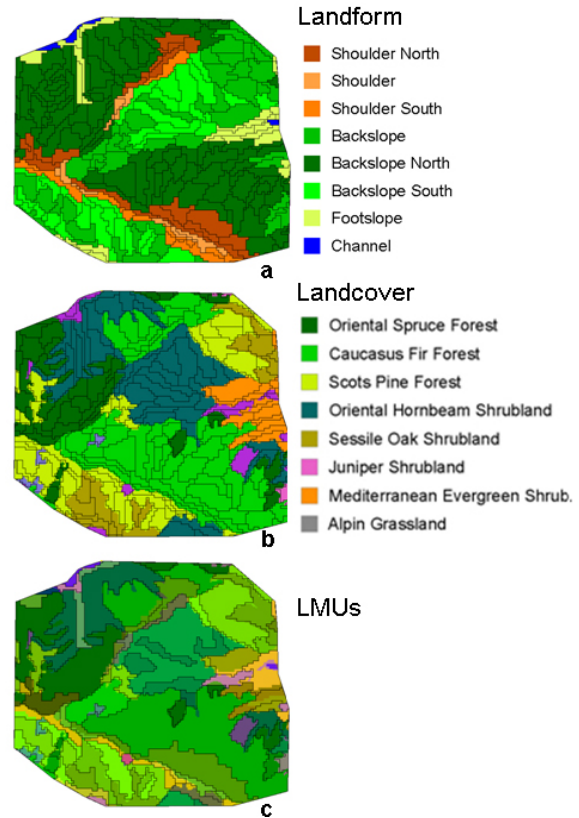 Landform
Shoulder North
Shoulder
Shoulder South
Backslope
Backslope North
Backslope South
Footslope
Channel
a
Landcover
Oriental Spruce Forest
Caucasus Fir Forest
Scots Pine Forest
Oriental Hornbeam Shrubland
Sessile Oak Shrubland
Juniper Shrubland
Mediterranean Evergreen Shrub.
Alpin Grassland
b
LMUs
c